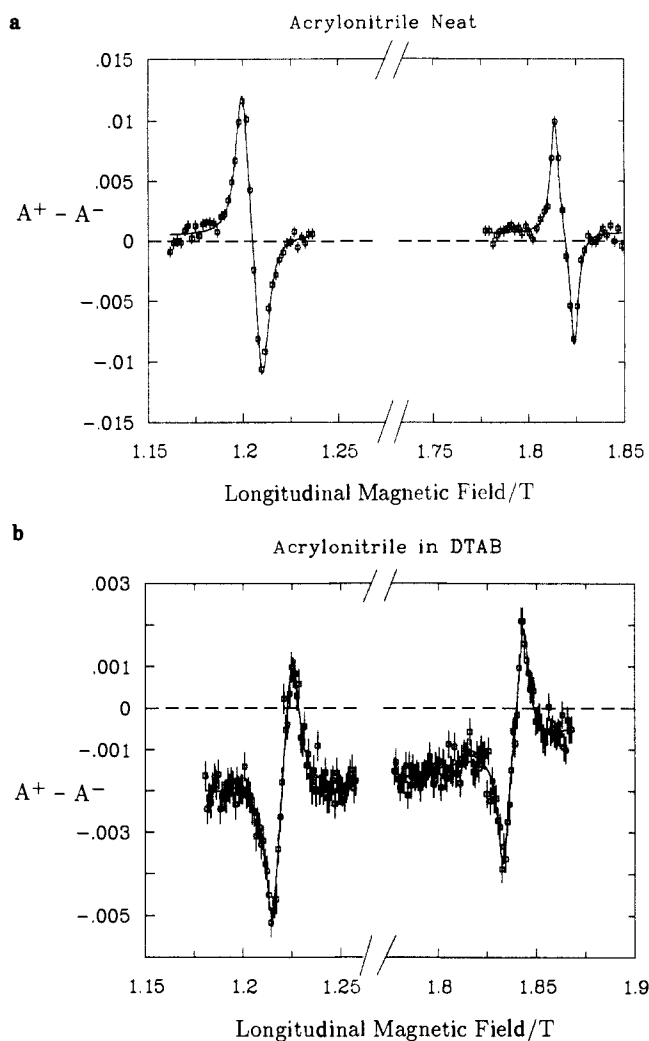 a
Acrylonitrile Neat
.015
.01
.005
A+ − A−
0
−.005
−.01
−.015
1.15 1.2 1.25 1.75 1.8 1.85
Longitudinal Magnetic Field/T
b
Acrylonitrile in DTAB
.003
.001
0
−.001
A+ − A−
−.003
−.005
1.15 1.2 1.25 1.8 1.85 1.9
Longitudinal Magnetic Field/T